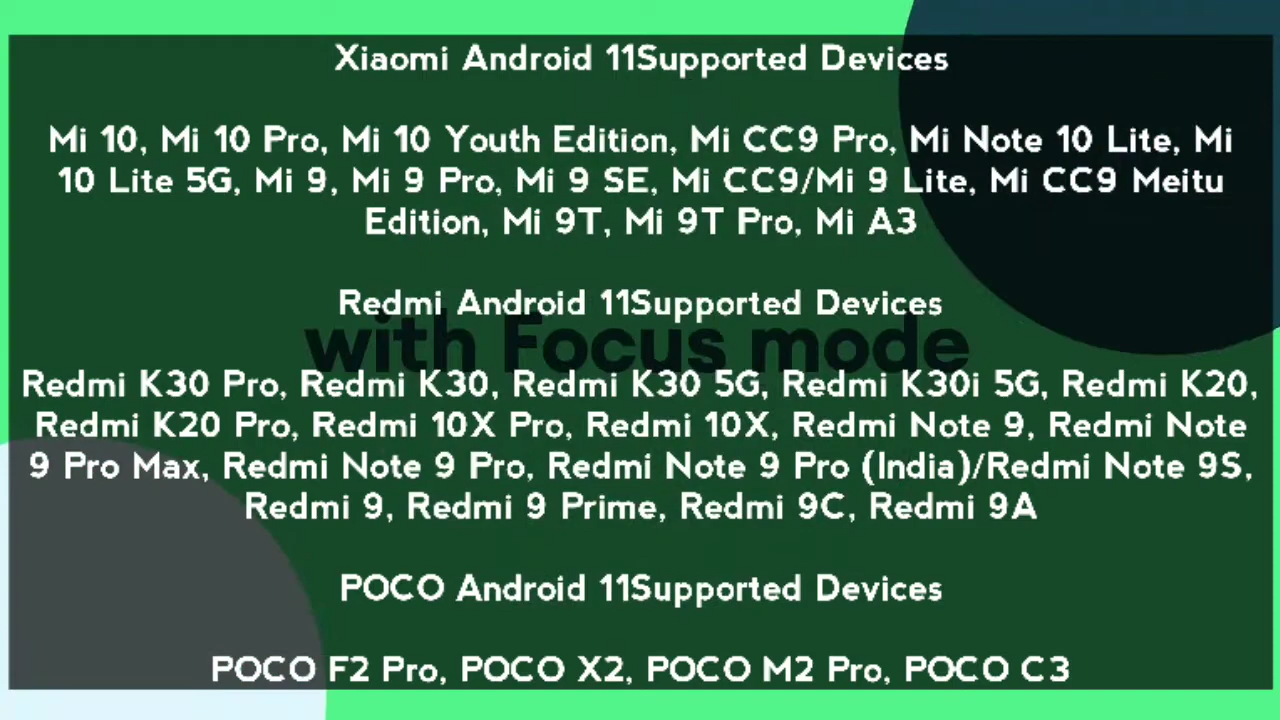 Xiaomi Android 11Supported Devices
Mi 10, Mi 10 Pro, Mi 10 Youth Edition, Mi CC9 Pro, Mi Note 10 Lite, Mi
10 Lite 5G, Mi 9, Mi 9 Pro, Mi 9 SE, Mi CC9/Mi 9 Lite, Mi CC9 Meitu
Edition, Mi 9T, Mi 9T Pro, Mi A3
Redmi Android 11Supported Devices
with Focus mode
Redmi K30 Pro, Redmi K30, Redmi K30 5G, Redmi K30i 5G, Redmi K20,
Redmi K20 Pro, Redmi 10X Pro, Redmi 10X, Redmi Note 9, Redmi Note
9 Pro Max, Redmi Note 9 Pro, Redmi Note 9 Pro (India)/Redmi Note 9S,
Redmi 9, Redmi 9 Prime, Redmi 9C, Redmi 9A
POCO Android 11Supported Devices
POCO F2 Pro, POCO X2, POCO M2 Pro, POCO C3